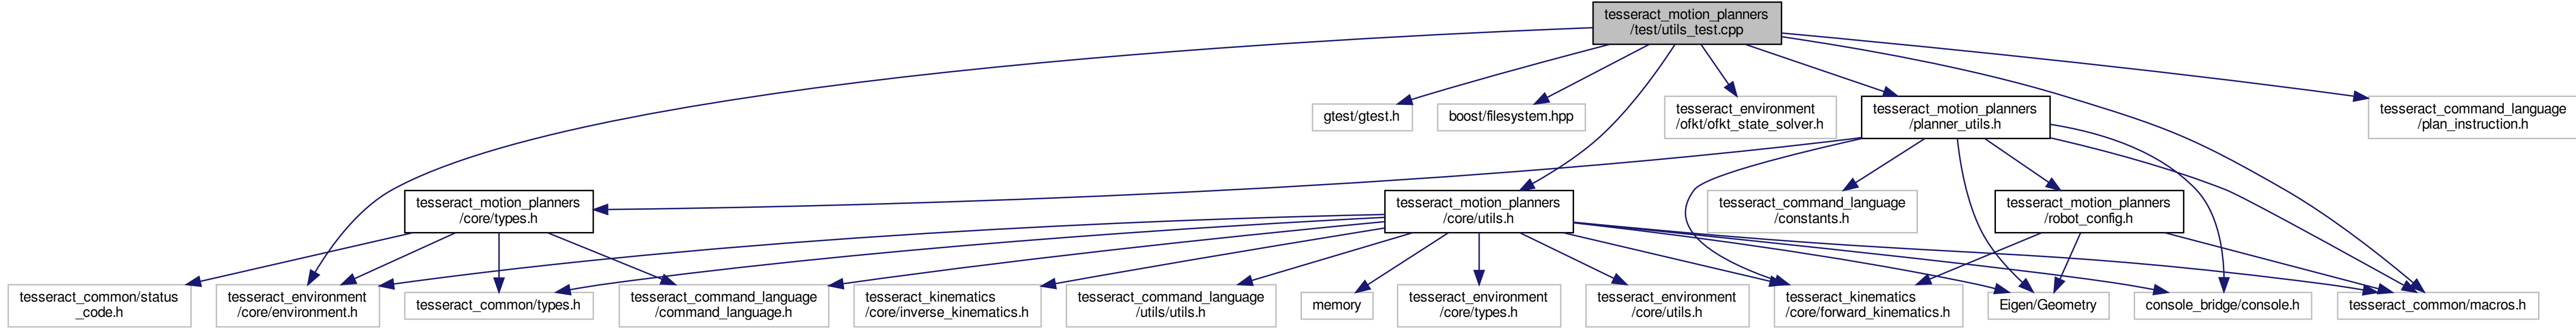 tesseract_motion_planners
/test/utils_test.cpp
gtest/gtest.h
boost/filesystem.hpp
tesseract_environment
/ofkt/ofkt_state_solver.h
tesseract_motion_planners
/planner_utils.h
tesseract_command_language
/plan_instruction.h
tesseract_motion_planners
/core/types.h
tesseract_motion_planners
/core/utils.h
tesseract_command_language
/constants.h
tesseract_motion_planners
/robot_config.h
tesseract_common/status
_code.h
tesseract_environment
/core/environment.h
tesseract_common/types.h
tesseract_command_language
/command_language.h
tesseract_kinematics
/core/inverse_kinematics.h
tesseract_command_language
/utils/utils.h
memory
tesseract_environment
/core/types.h
tesseract_environment
/core/utils.h
tesseract_kinematics
/core/forward_kinematics.h
Eigen/Geometry
console_bridge/console.h
tesseract_common/macros.h